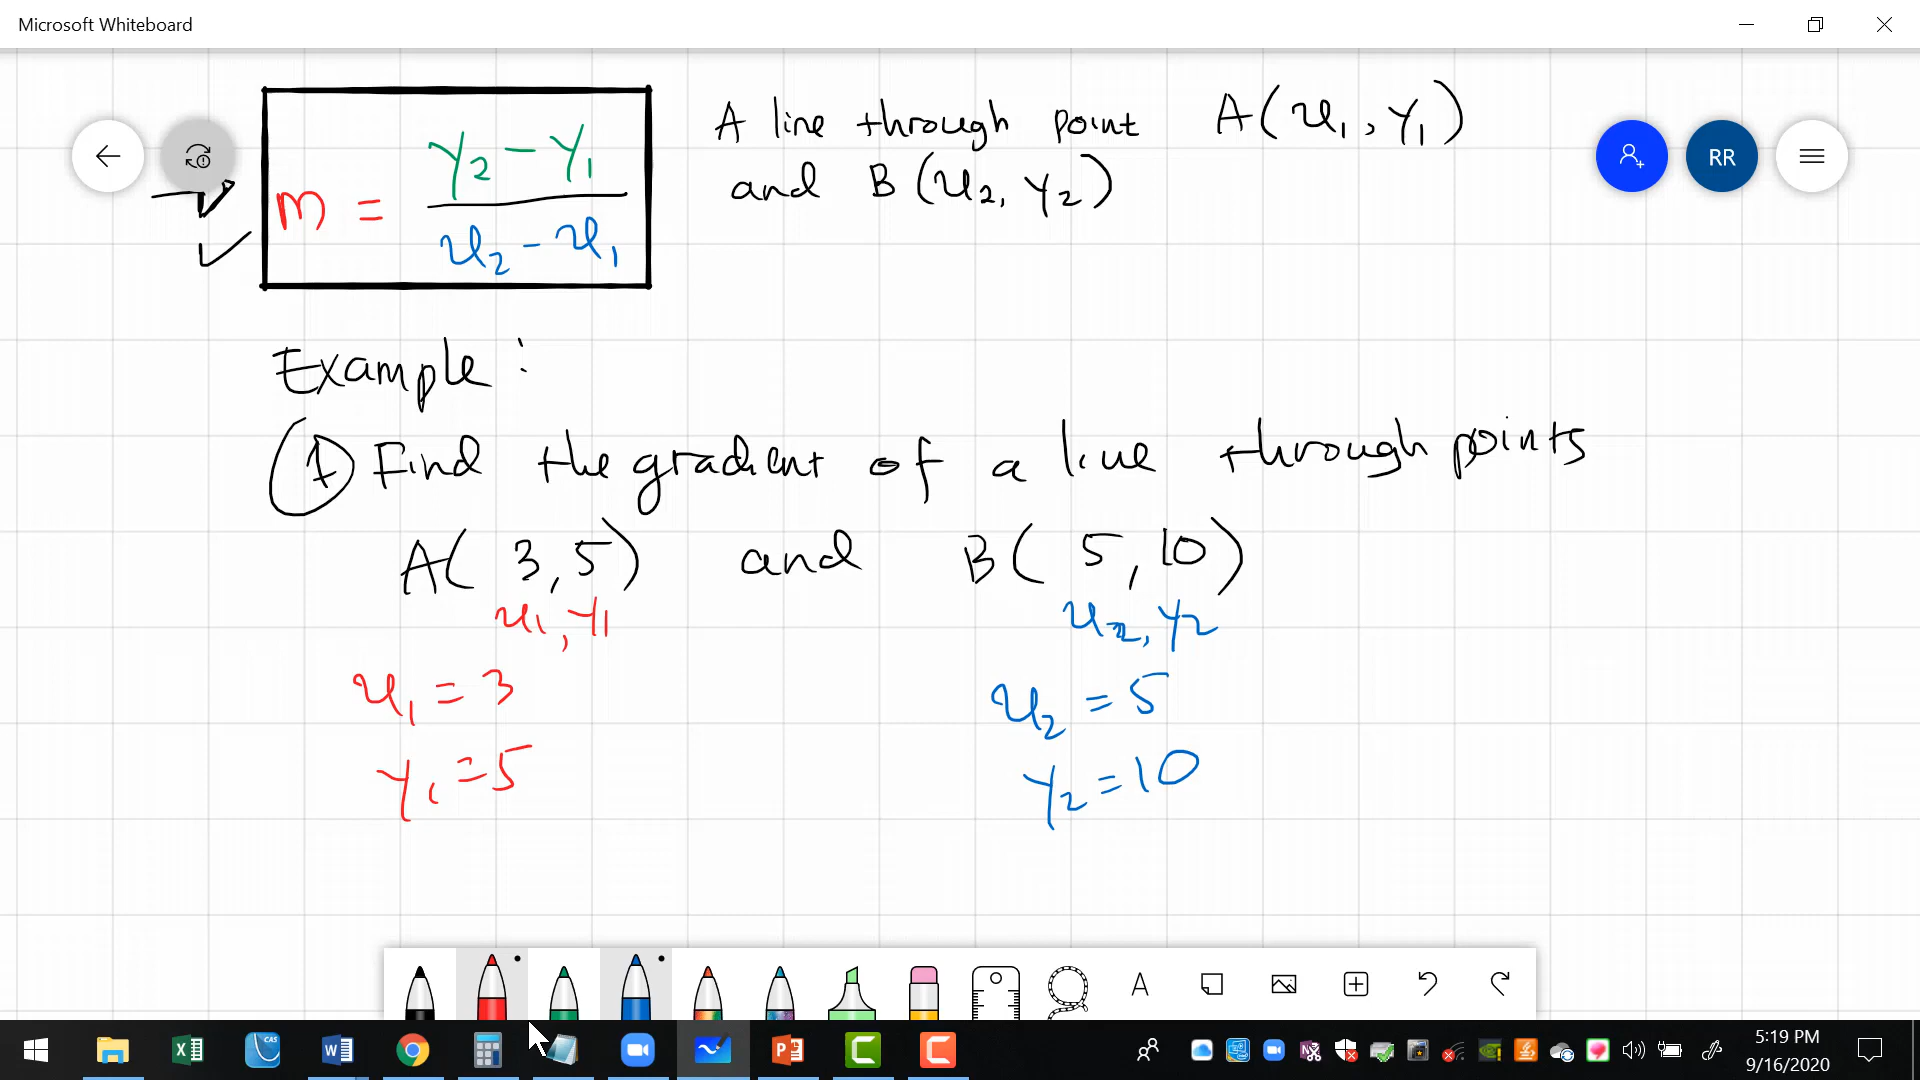 Microsoft Whiteboard
m = y₂ - y₁ / x₂ - x₁
A line through point A(x₁, y₁)
and B(x₂, y₂)
RR
Example :
① Find the gradient of a line through points
A( 3, 5) and B( 5, 10)
x₁, y₁ x₂, y₂
x₁ = 3 x₂ = 5
y₁ = 5 y₂ = 10
A
CAS
5:19 PM
9/16/2020